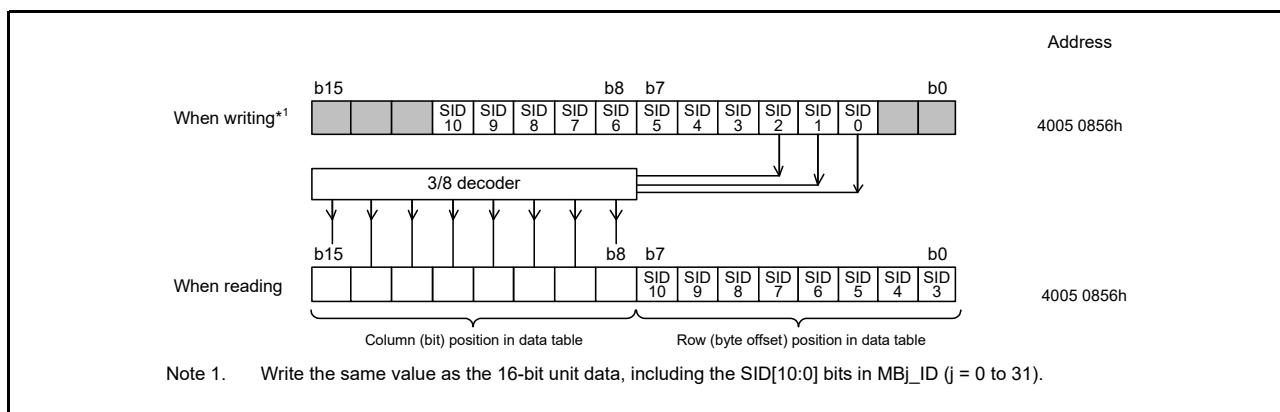 Address
b15 b8 b7 b0
When writing*1 SID 10 SID 9 SID 8 SID 7 SID 6 SID 5 SID 4 SID 3 SID 2 SID 1 SID 0 4005 0856h
3/8 decoder
b15 b8 b7 b0
When reading SID 10 SID 9 SID 8 SID 7 SID 6 SID 5 SID 4 SID 3 4005 0856h
Column (bit) position in data table Row (byte offset) position in data table
Note 1. Write the same value as the 16-bit unit data, including the SID[10:0] bits in MBj_ID (j = 0 to 31).